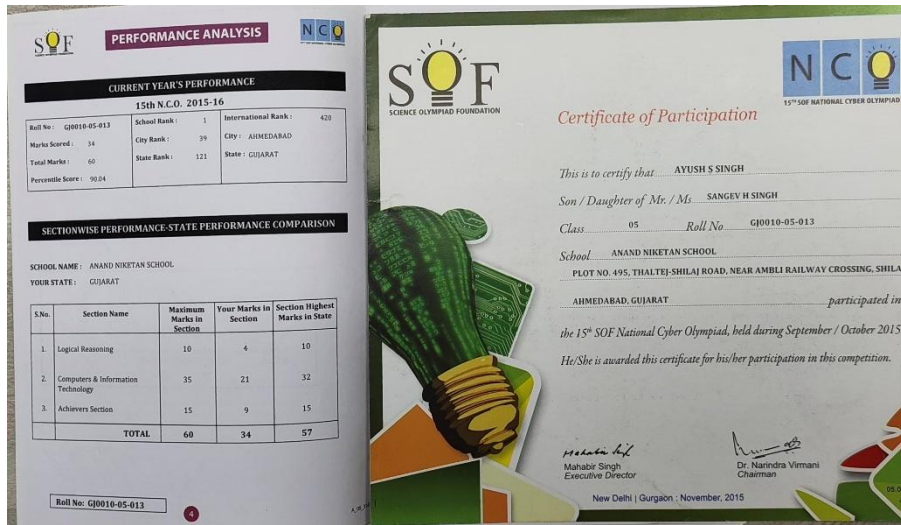 SOF
SCIENCE OLYMPIAD FOUNDATION
PERFORMANCE ANALYSIS
NCO
CURRENT YEAR'S PERFORMANCE
15th N.C.O. 2015-16
Roll No : GJ0010-05-013
Marks Scored : 34
Total Marks : 60
Percentile Score : 90.04
School Rank : 1
City Rank : 39
State Rank : 121
International Rank : 428
City : AHMEDABAD
State : GUJARAT
SECTIONWISE PERFORMANCE-STATE PERFORMANCE COMPARISON
SCHOOL NAME : ANAND NIKETAN SCHOOL
YOUR STATE : GUJARAT
S.No. Section Name Maximum Marks in Section Your Marks in Section Section Highest Marks in State
1. Logical Reasoning 10 4 10
2. Computers & Information Technology 35 21 32
3. Achievers Section 15 9 15
TOTAL 60 34 57
Roll No: GJ0010-05-013
4
SOF
SCIENCE OLYMPIAD FOUNDATION
NCO
15TH SOF NATIONAL CYBER OLYMPIAD
Certificate of Participation
This is to certify that AYUSH S SINGH
Son / Daughter of Mr. / Ms SANGEV H SINGH
Class 05 Roll No GJ0010-05-013
School ANAND NIKETAN SCHOOL
PLOT NO. 495, THALTEJ-SHILAJ ROAD, NEAR AMBLI RAILWAY CROSSING, SHILA
AHMEDABAD, GUJARAT participated in
the 15th SOF National Cyber Olympiad, held during September / October 2015
He/She is awarded this certificate for his/her participation in this competition.
Mahabir Singh
Executive Director
Dr. Narindra Virmani
Chairman
New Delhi | Gurgaon : November, 2015